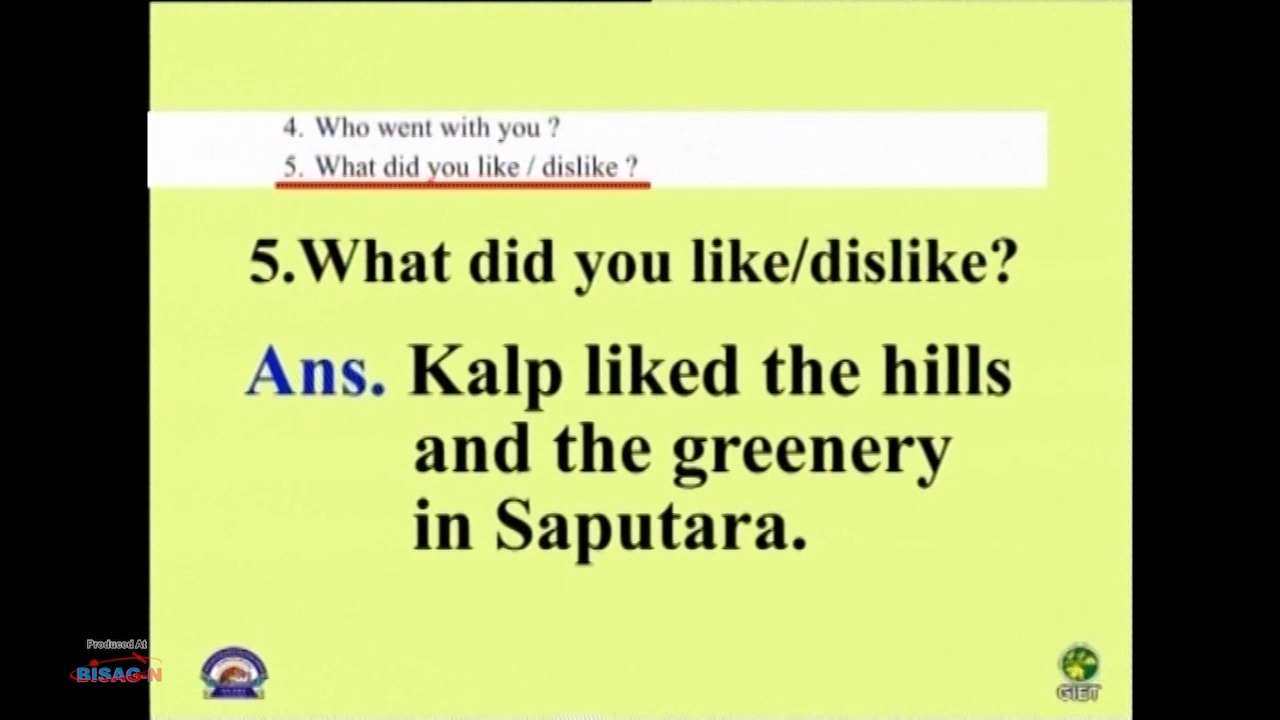 4. Who went with you ?
5. What did you like / dislike ?
5.What did you like/dislike?
Ans. Kalp liked the hills
and the greenery
in Saputara.
Produced At
BISAG-N
GIET